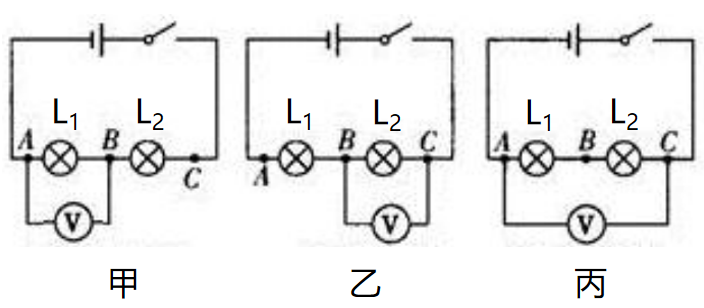 L₁ L₂ L₁ L₂ L₁ L₂
A B C A B C A B C
V V V
甲 乙 丙